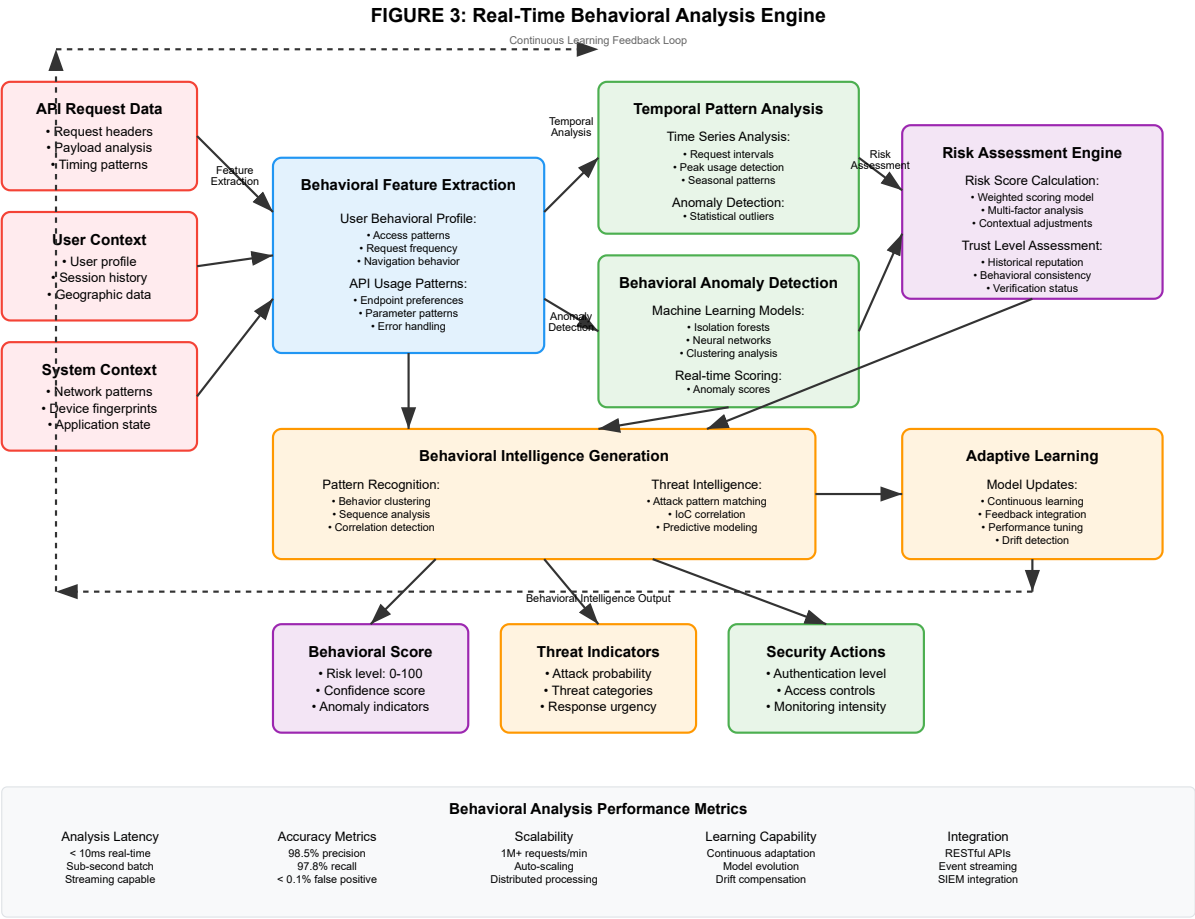 FIGURE 3: Real-Time Behavioral Analysis Engine
Continuous Learning Feedback Loop
API Request Data
• Request headers
• Payload analysis
• Timing patterns
User Context
• User profile
• Session history
• Geographic data
System Context
• Network patterns
• Device fingerprints
• Application state
Feature
Extraction
Behavioral Feature Extraction
User Behavioral Profile:
• Access patterns
• Request frequency
• Navigation behavior
API Usage Patterns:
• Endpoint preferences
• Parameter patterns
• Error handling
Temporal
Analysis
Anomaly
Detection
Temporal Pattern Analysis
Time Series Analysis:
• Request intervals
• Peak usage detection
• Seasonal patterns
Anomaly Detection:
• Statistical outliers
Behavioral Anomaly Detection
Machine Learning Models:
• Isolation forests
• Neural networks
• Clustering analysis
Real-time Scoring:
• Anomaly scores
Risk
Assessment
Risk Assessment Engine
Risk Score Calculation:
• Weighted scoring model
• Multi-factor analysis
• Contextual adjustments
Trust Level Assessment:
• Historical reputation
• Behavioral consistency
• Verification status
Behavioral Intelligence Generation
Pattern Recognition:
• Behavior clustering
• Sequence analysis
• Correlation detection
Threat Intelligence:
• Attack pattern matching
• IoC correlation
• Predictive modeling
Adaptive Learning
Model Updates:
• Continuous learning
• Feedback integration
• Performance tuning
• Drift detection
Behavioral Intelligence Output
Behavioral Score
• Risk level: 0-100
• Confidence score
• Anomaly indicators
Threat Indicators
• Attack probability
• Threat categories
• Response urgency
Security Actions
• Authentication level
• Access controls
• Monitoring intensity
Behavioral Analysis Performance Metrics
Analysis Latency
< 10ms real-time
Sub-second batch
Streaming capable
Accuracy Metrics
98.5% precision
97.8% recall
< 0.1% false positive
Scalability
1M+ requests/min
Auto-scaling
Distributed processing
Learning Capability
Continuous adaptation
Model evolution
Drift compensation
Integration
RESTful APIs
Event streaming
SIEM integration